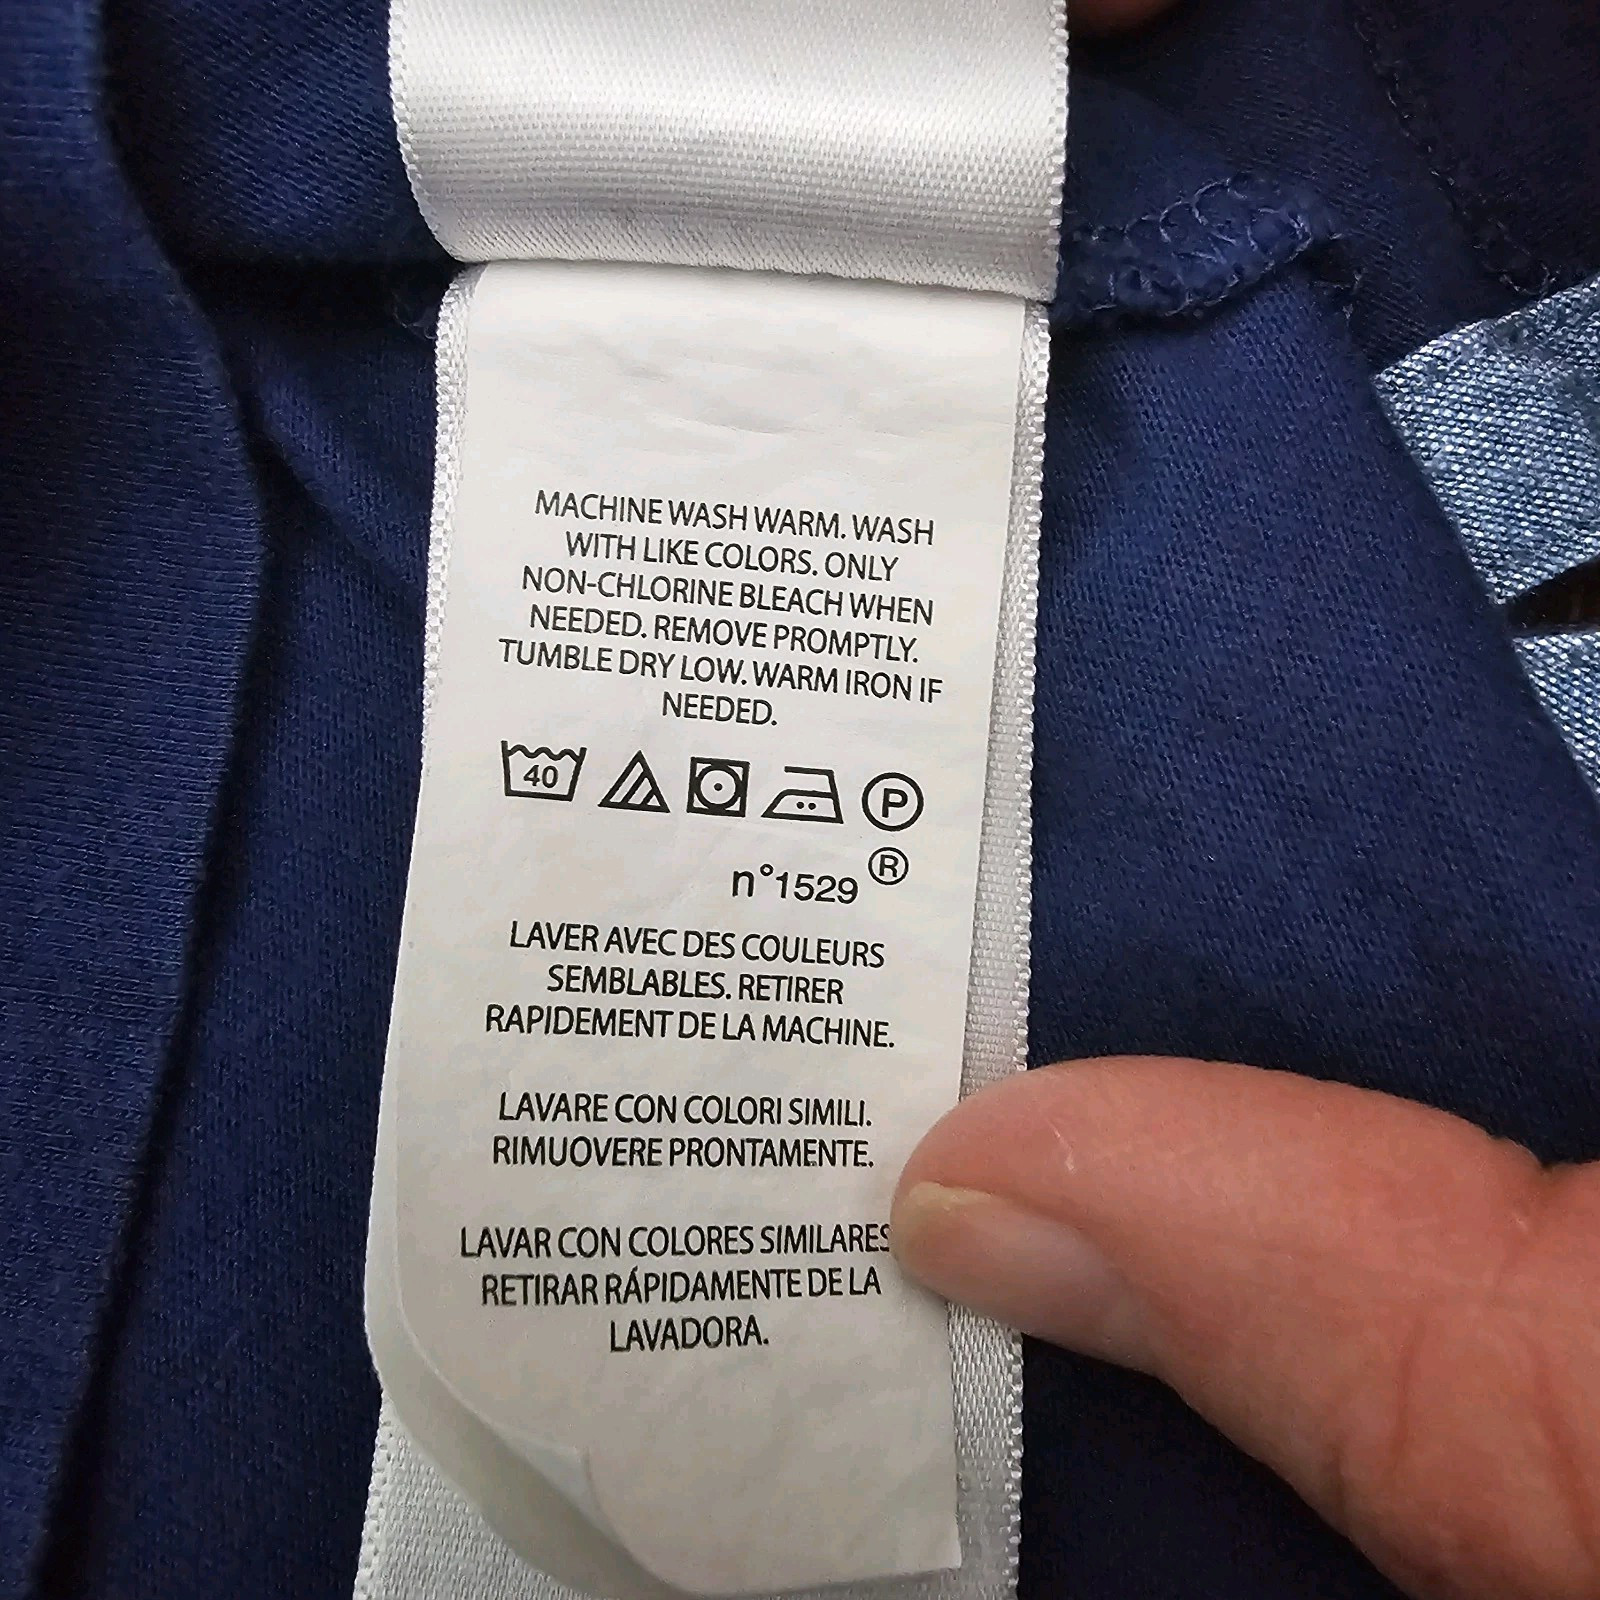 MACHINE WASH WARM. WASH
WITH LIKE COLORS. ONLY
NON-CHLORINE BLEACH WHEN
NEEDED. REMOVE PROMPTLY.
TUMBLE DRY LOW. WARM IRON IF
NEEDED.
40 P
n°1529 ®
LAVER AVEC DES COULEURS
SEMBLABLES. RETIRER
RAPIDEMENT DE LA MACHINE.
LAVARE CON COLORI SIMILI.
RIMUOVERE PRONTAMENTE.
LAVAR CON COLORES SIMILARES
RETIRAR RÁPIDAMENTE DE LA
LAVADORA.